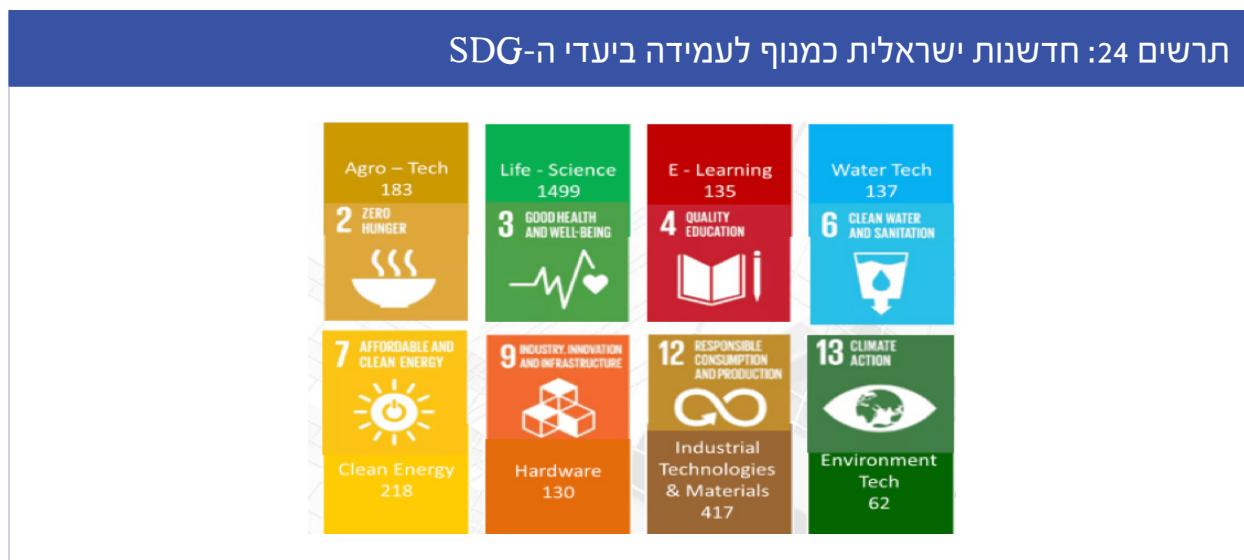 תרשים 24: חדשנות ישראלית כמנוף לעמידה ביעדי ה-SDG
Agro – Tech
183
2 ZERO
HUNGER
Life - Science
1499
3 GOOD HEALTH
AND WELL-BEING
E - Learning
135
4 QUALITY
EDUCATION
Water Tech
137
6 CLEAN WATER
AND SANITATION
7 AFFORDABLE AND
CLEAN ENERGY
Clean Energy
218
9 INDUSTRY, INNOVATION
AND INFRASTRUCTURE
Hardware
130
12 RESPONSIBLE
CONSUMPTION
AND PRODUCTION
Industrial
Technologies
& Materials
417
13 CLIMATE
ACTION
Environment
Tech
62